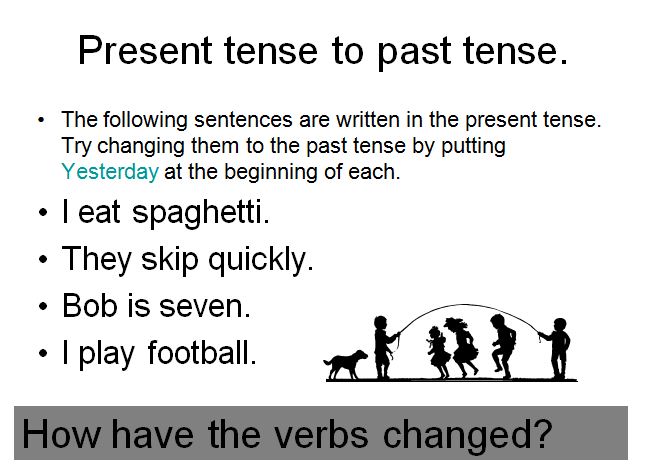 Present tense to past tense.
• The following sentences are written in the present tense.
Try changing them to the past tense by putting
Yesterday at the beginning of each.
• I eat spaghetti.
• They skip quickly.
• Bob is seven.
• I play football.
How have the verbs changed?